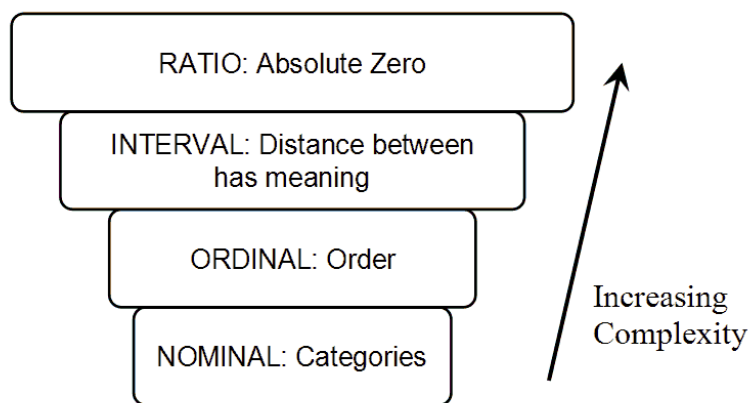 RATIO: Absolute Zero
INTERVAL: Distance between
has meaning
ORDINAL: Order
NOMINAL: Categories
Increasing
Complexity